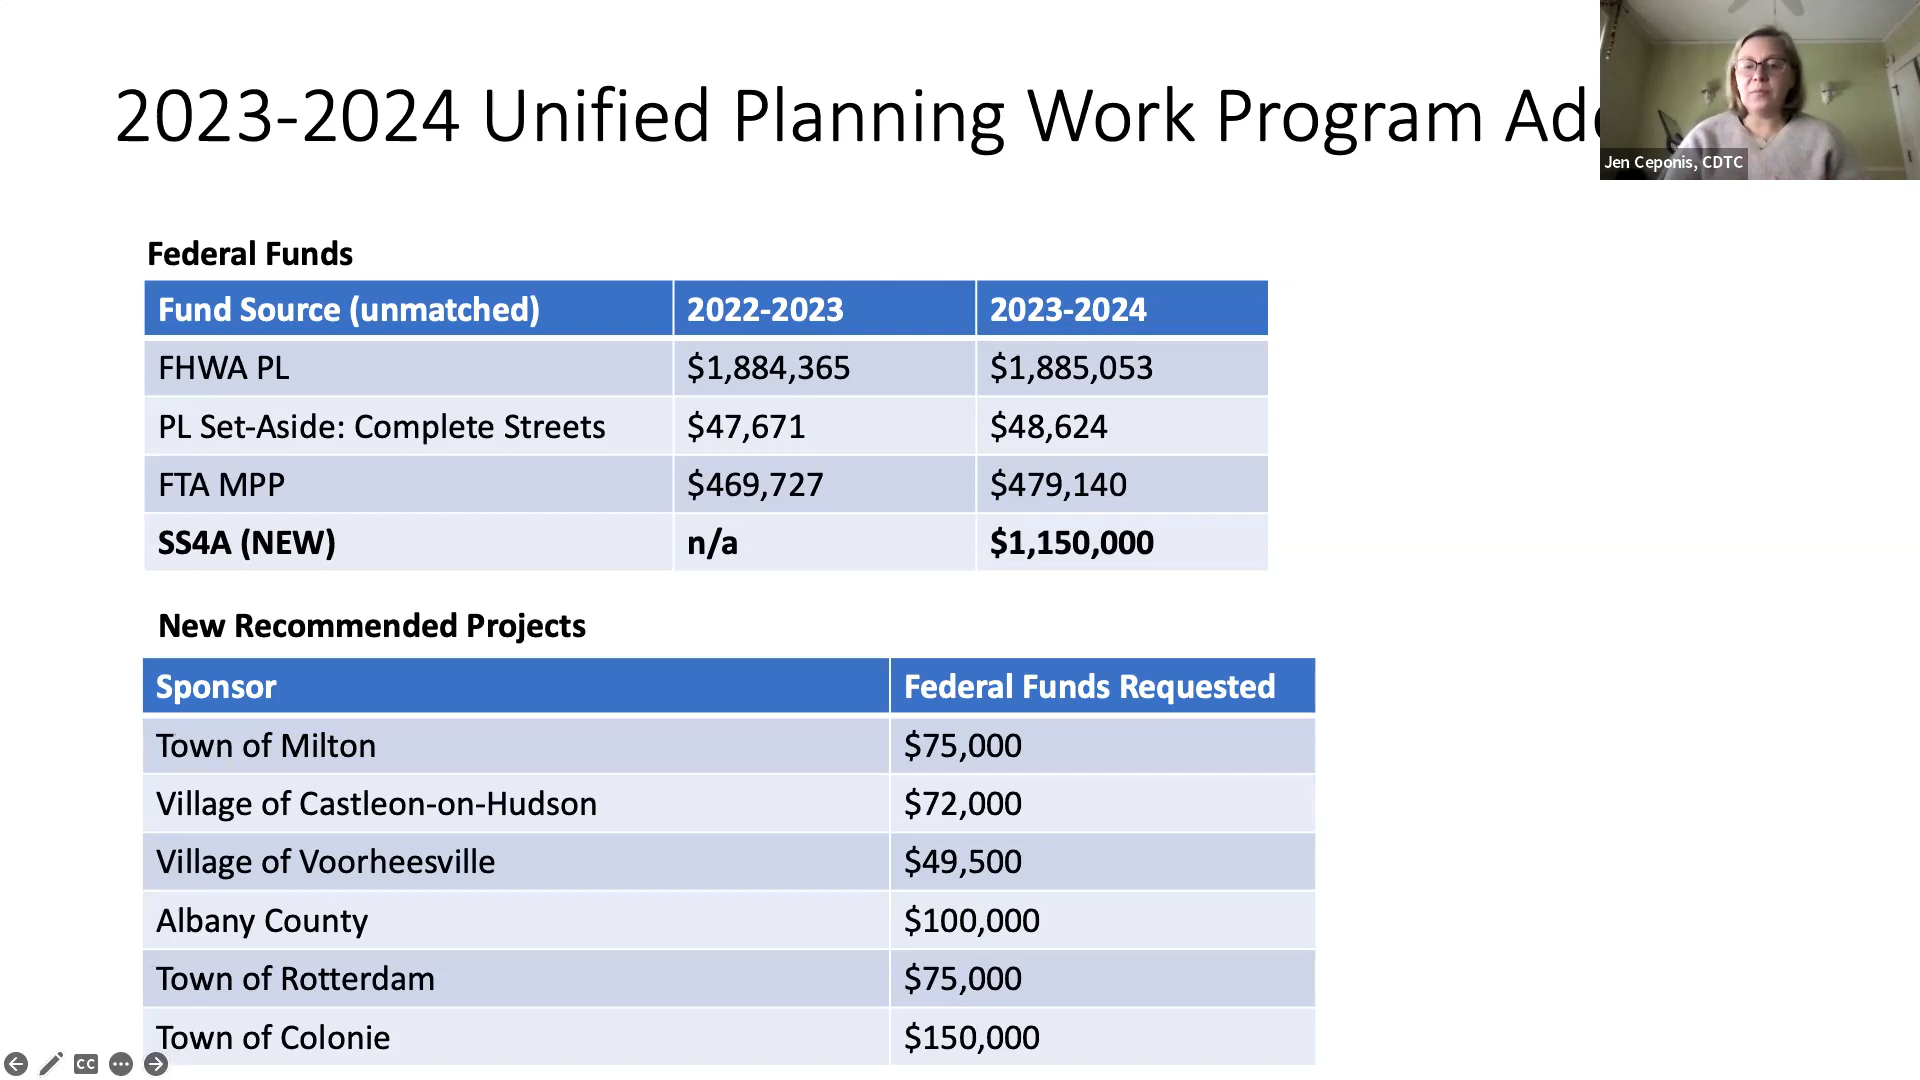 2023-2024 Unified Planning Work Program
Jen Ceponis, CDTC
Federal Funds
Fund Source (unmatched) 2022-2023 2023-2024
FHWA PL $1,884,365 $1,885,053
PL Set-Aside: Complete Streets $47,671 $48,624
FTA MPP $469,727 $479,140
SS4A (NEW) n/a $1,150,000
New Recommended Projects
Sponsor Federal Funds Requested
Town of Milton $75,000
Village of Castleon-on-Hudson $72,000
Village of Voorheesville $49,500
Albany County $100,000
Town of Rotterdam $75,000
Town of Colonie $150,000
CC